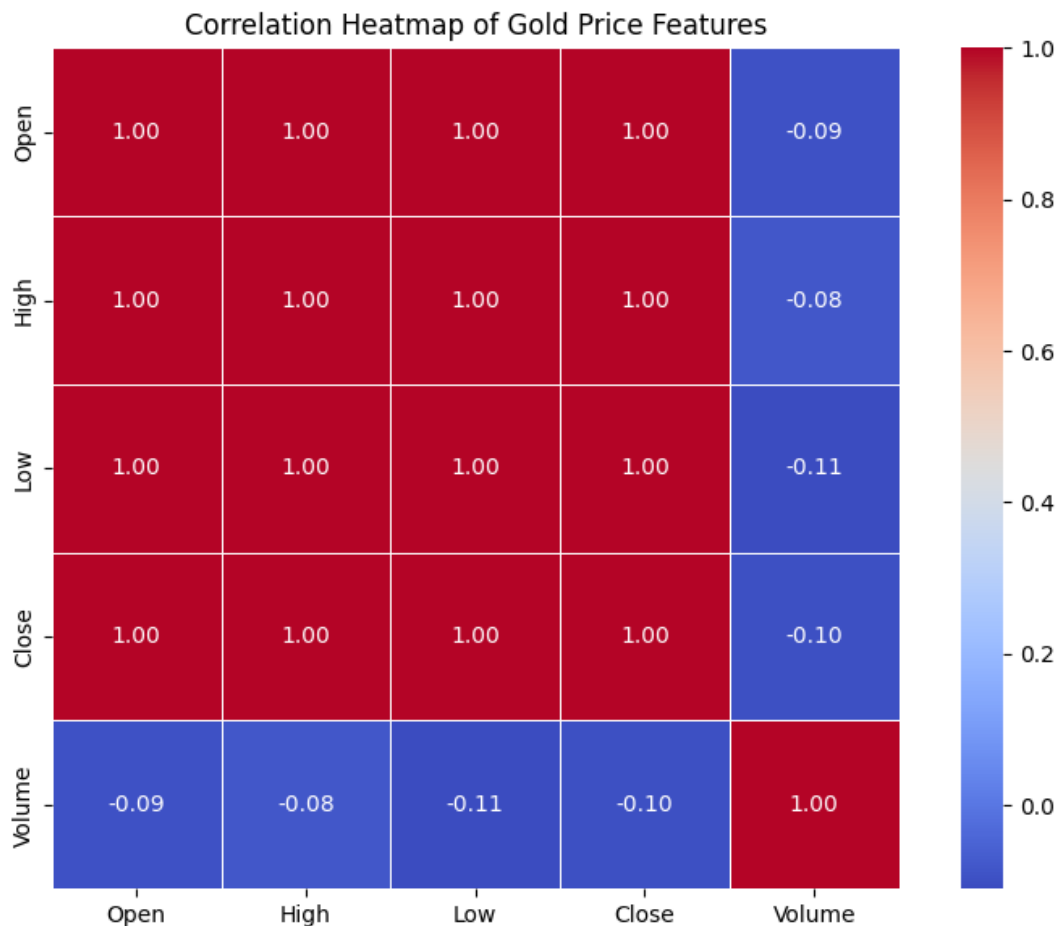 Correlation Heatmap of Gold Price Features
Open 1.00 1.00 1.00 1.00 -0.09
High 1.00 1.00 1.00 1.00 -0.08
Low 1.00 1.00 1.00 1.00 -0.11
Close 1.00 1.00 1.00 1.00 -0.10
Volume -0.09 -0.08 -0.11 -0.10 1.00
Open High Low Close Volume
1.0
0.8
0.6
0.4
0.2
0.0